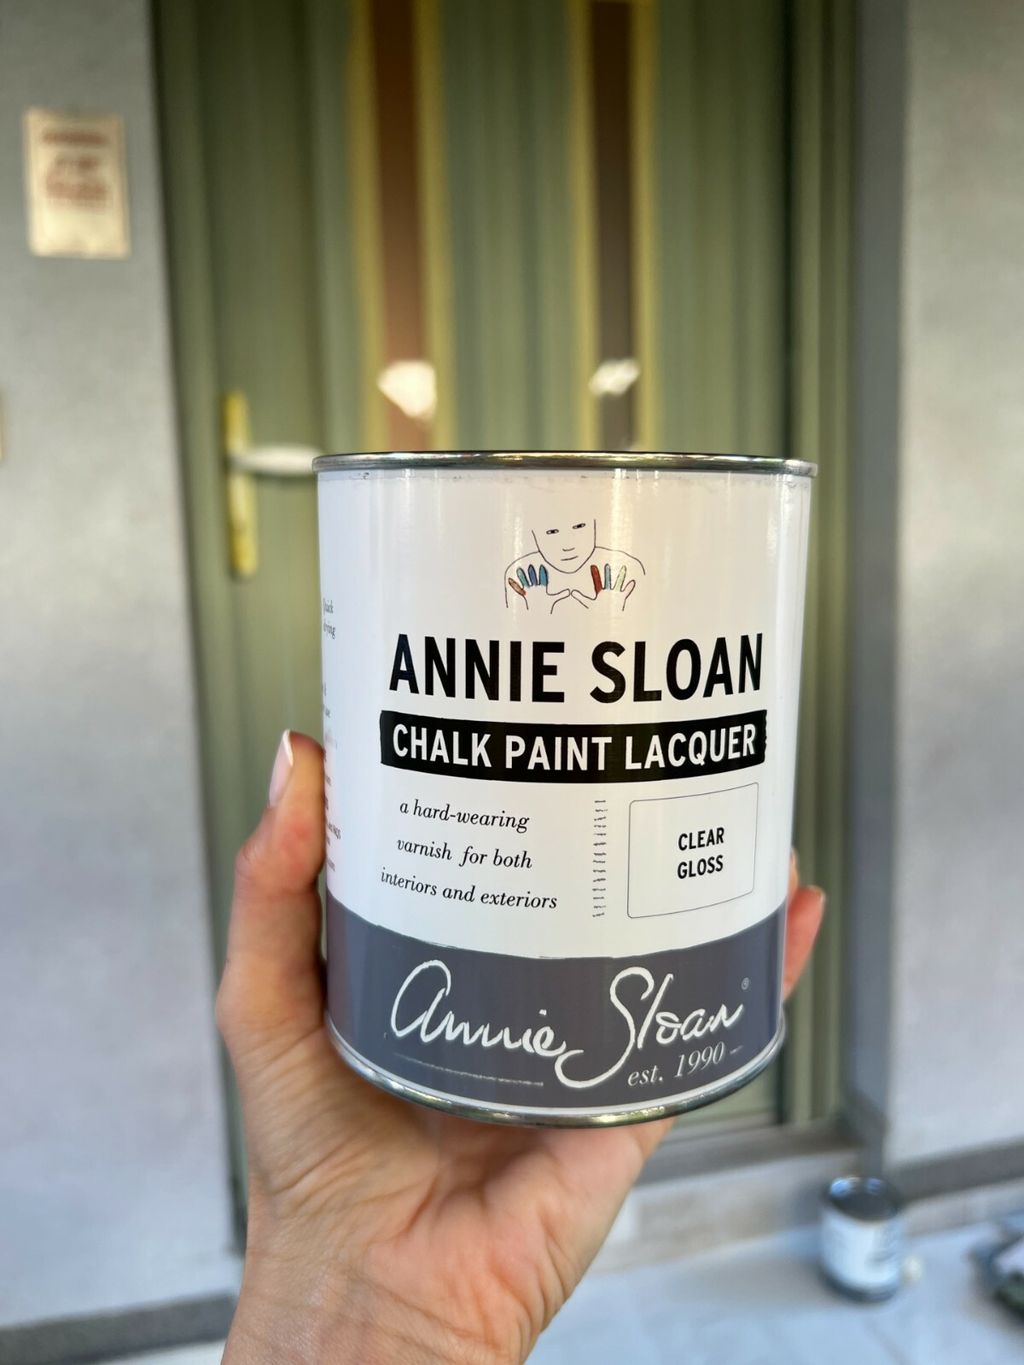 ANNIE SLOAN
CHALK PAINT LACQUER
a hard-wearing
varnish for both
interiors and exteriors
CLEAR
GLOSS
Annie Sloan®
est. 1990